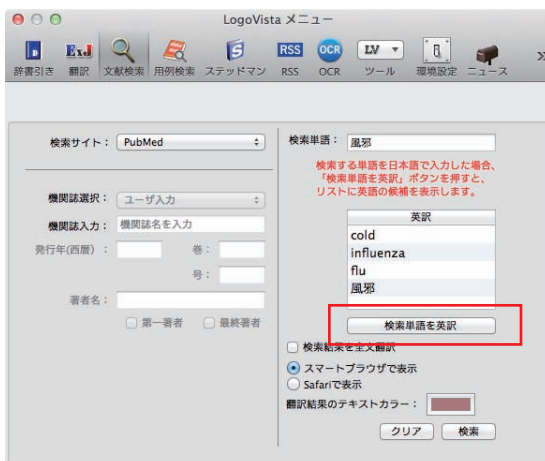 LogoVista メニュー
辞書引き 翻訳 文献検索 用例検索 ステッドマン RSS OCR ツール 環境設定 ニュース
ExJ S RSS OCR LV
検索サイト： PubMed
機関誌選択： ユーザ入力
機関誌入力： 機関誌名を入力
発行年(西暦)： 巻：
号：
著者名：
第一著者 最終著者
検索単語： 風邪
検索する単語を日本語で入力した場合、
「検索単語を英訳」ボタンを押すと、
リストに英語の候補を表示します。
英訳
cold
influenza
flu
風邪
検索単語を英訳
検索結果を全文翻訳
スマートブラウザで表示
Safariで表示
翻訳結果のテキストカラー：
クリア 検索